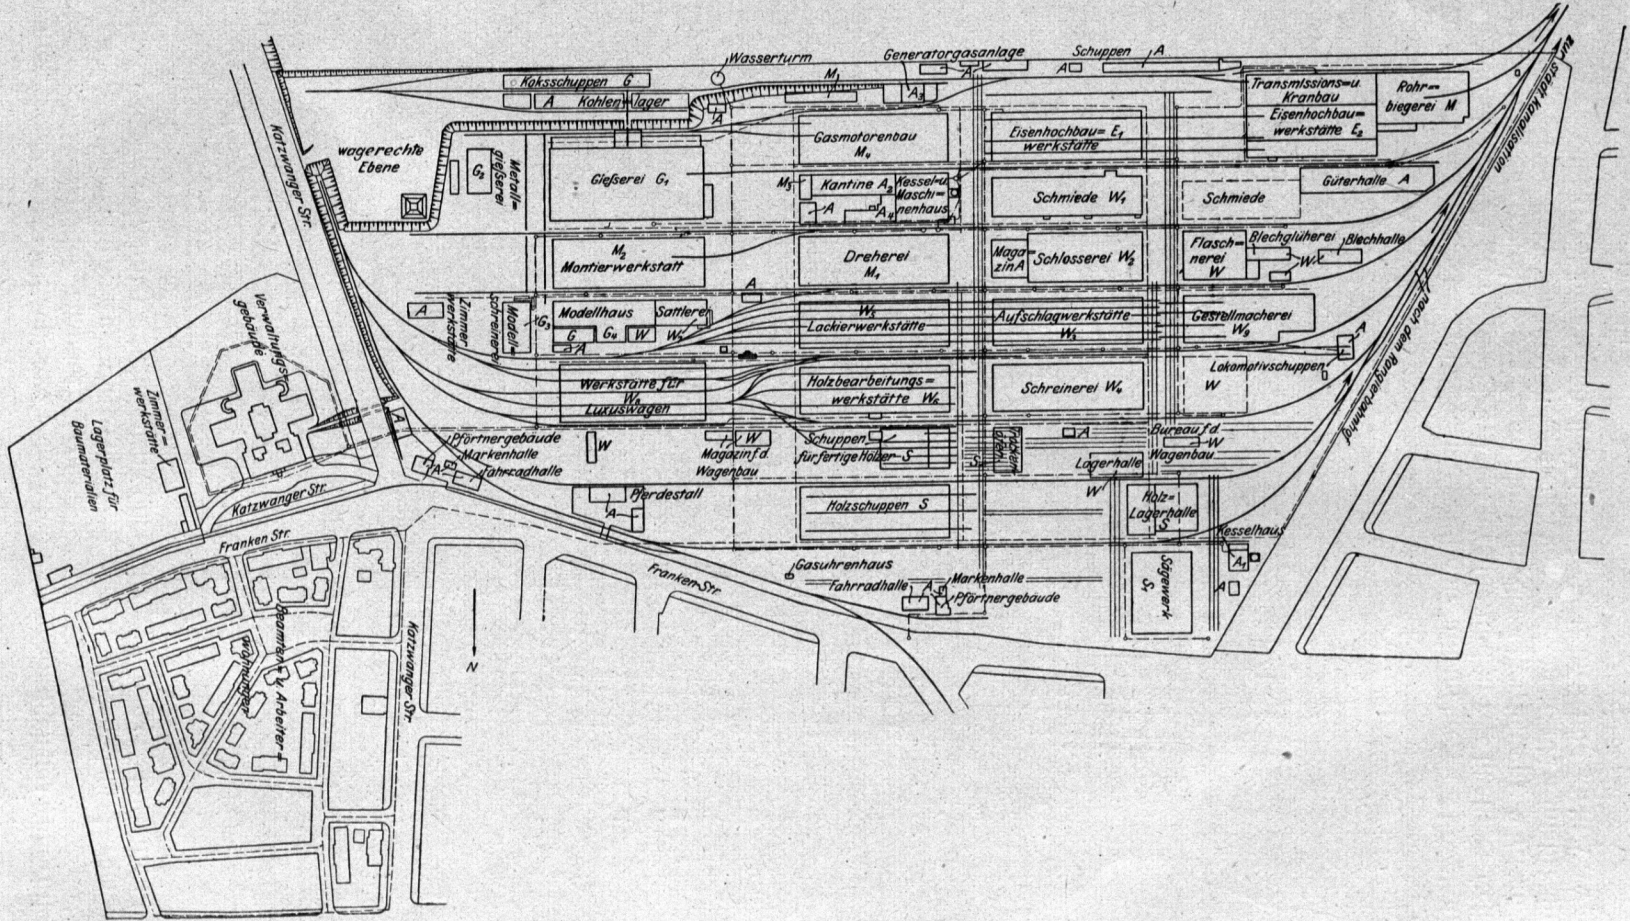 Wasserturm
Generatorgasanlage
A
Schuppen A
A
Koksschuppen G
A Kohlenlager
A
M₃
A₃
Transmissions= u.
Kranbau
Rohr=
biegerei M
Eisenhochbau=
werkstätte E₂
Gasmotorenbau
M₄
Eisenhochbau= E₁
werkstätte
zur stadt Kanalisation
Katzwanger Str.
wagerechte
Ebene
G₂
Metall=
gießerei
Gießerei G₁
M₅
Kantine A₂
A
A₄
Kessel= u.
Maschi=
nenhaus
Schmiede W₁
Schmiede
Güterhalle A
M₂
Montierwerkstatt
Dreherei
M₁
Maga=
zin A
Schlosserei W₂
Flasch=
nerei
W
Blechglüherei
Blechhalle
W
nach dem Rangierbahnhof
A
Zimmer
werkstätte
Modell=
schreinerei
G₃
Modellhaus
G
G₄
W
A
Sattlerei
W₇
A
W₅
Lackierwerkstätte
Aufschlagwerkstätte
W₃
Gestellmacherei
W₉
A
Lokomotivschuppen
Verwaltungs=
gebäude
Zimmer=
werkstätte
Lagerplatz für
Baumaterialien
Werkstätte für
W₈
Luxuswagen
Holzbearbeitungs=
werkstätte W₆
Schreinerei W₄
W
A
Pförtnergebäude
Markenhalle
Fahrradhalle
A
W
W
Magazin f. d.
Wagenbau
Schuppen
für fertige Hölzer S
S
A
Lagerhalle
W
Bureau f. d.
W
Wagenbau
Katzwanger Str.
Franken Str.
Pferdestall
A
Holzschuppen S
Holz=
Lagerhalle
S
Kesselhaus
A₁
A
Gasuhrenhaus
Fahrradhalle
A
Markenhalle
Pförtnergebäude
Sägewerk
S₁
Franken-Str.
Beamten= u. Arbeiter=
wohnungen
Katzwanger Str.
N